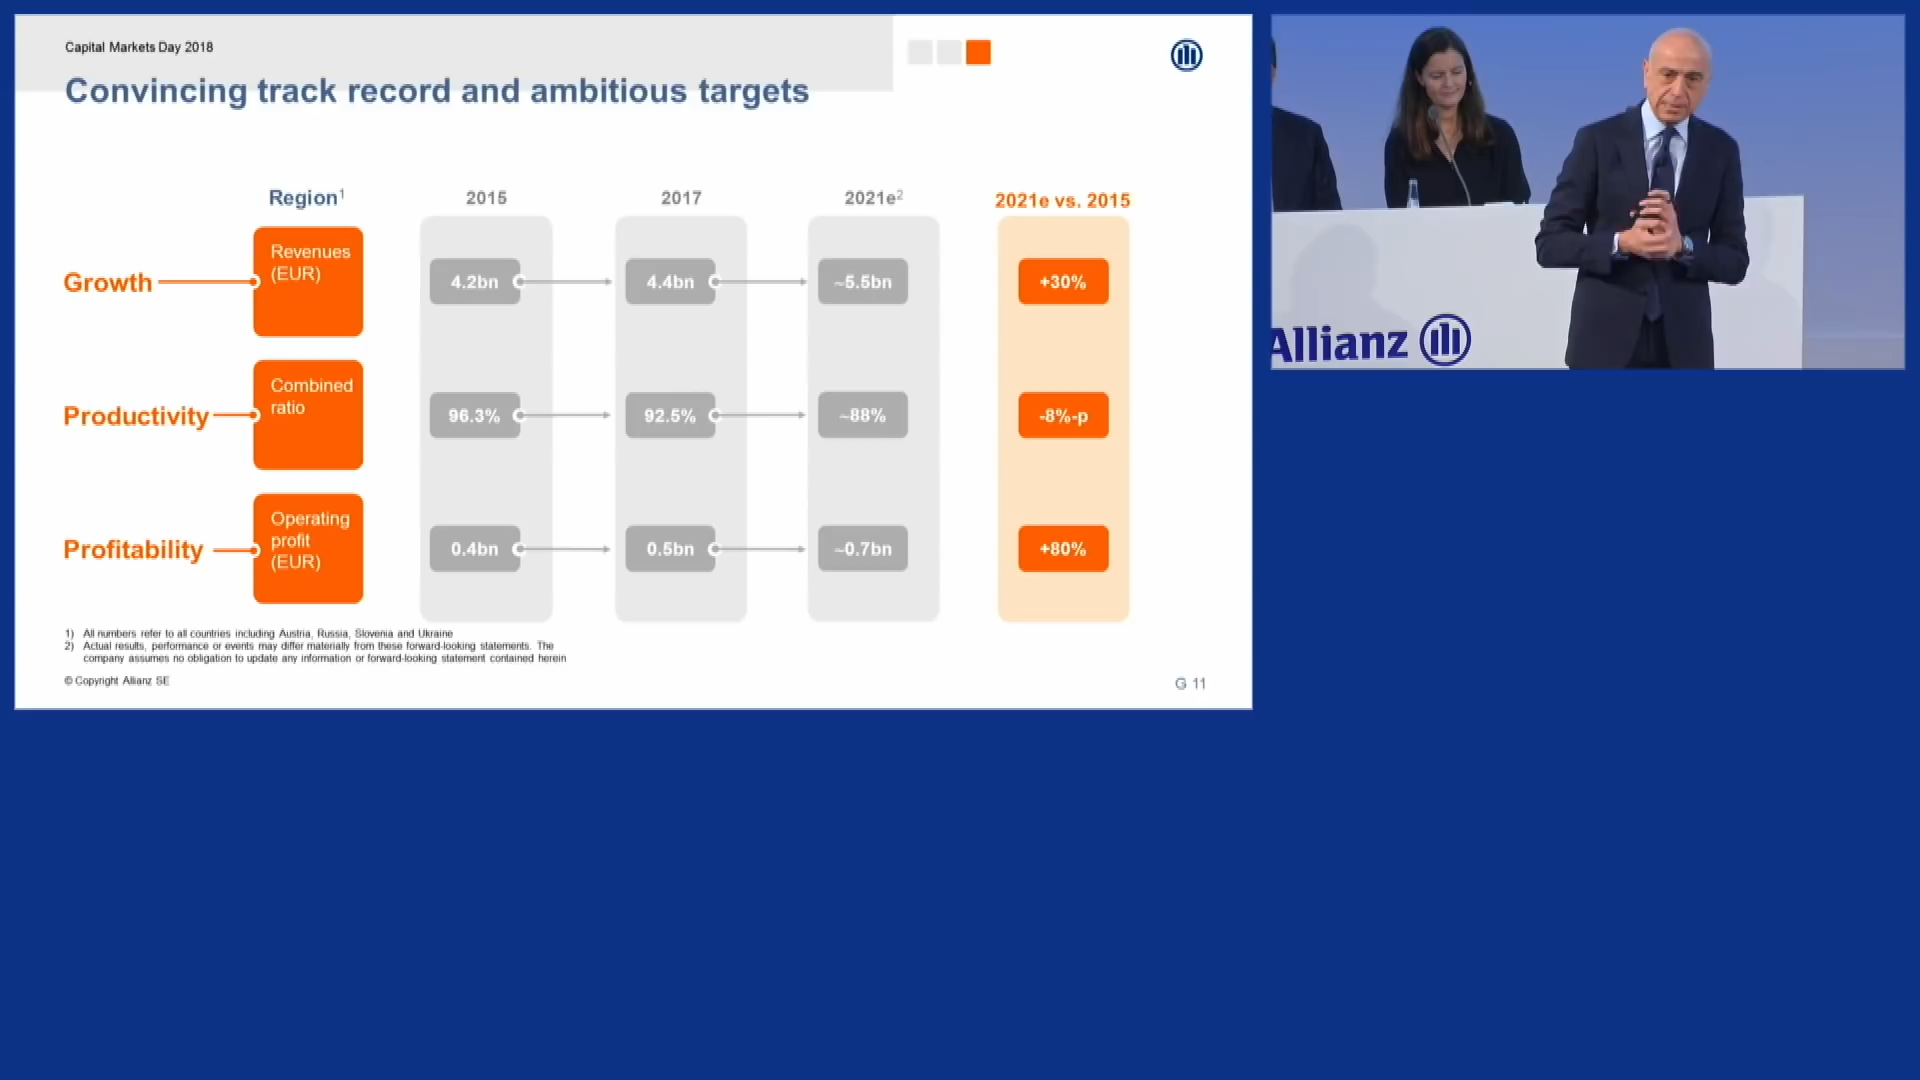 Capital Markets Day 2018
Convincing track record and ambitious targets
Region1
2015
2017
2021e2
2021e vs. 2015
Growth
Revenues
(EUR)
4.2bn
4.4bn
~5.5bn
+30%
Productivity
Combined
ratio
96.3%
92.5%
~88%
-8%-p
Profitability
Operating
profit
(EUR)
0.4bn
0.5bn
~0.7bn
+80%
1) All numbers refer to all countries including Austria, Russia, Slovenia and Ukraine
2) Actual results, performance or events may differ materially from these forward-looking statements. The
company assumes no obligation to update any information or forward-looking statement contained herein
© Copyright Allianz SE
G 11
Allianz